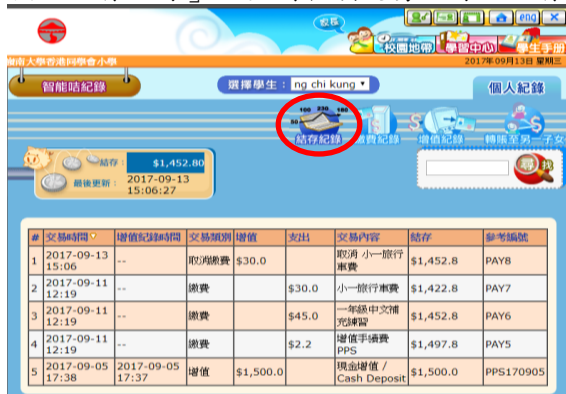 校園
eng
校園地帶
學習中心
學生手冊
南大學香港同學會小學
2017年09月13日 星期三
智能咭紀錄
選擇學生： ng chi kung
個人紀錄
結存紀錄
繳費紀錄
增值紀錄
轉賬至另一子女
結存： $1,452.80
最後更新： 2017-09-13
15:06:27
尋找
# 交易時間 增值紀錄時間 交易類別 增值 支出 交易內容 結存 參考編號
1 2017-09-13 15:06 -- 取消繳費 $30.0 取消 小一旅行車費 $1,452.8 PAY8
2 2017-09-11 12:19 -- 繳費 $30.0 小一旅行車費 $1,422.8 PAY7
3 2017-09-11 12:19 -- 繳費 $45.0 一年級中文補充練習 $1,452.8 PAY6
4 2017-09-11 12:19 -- 繳費 $2.2 增值手續費 PPS $1,497.8 PAY5
5 2017-09-05 17:38 2017-09-05 17:37 增值 $1,500.0 現金增值 / Cash Deposit $1,500.0 PPS170905